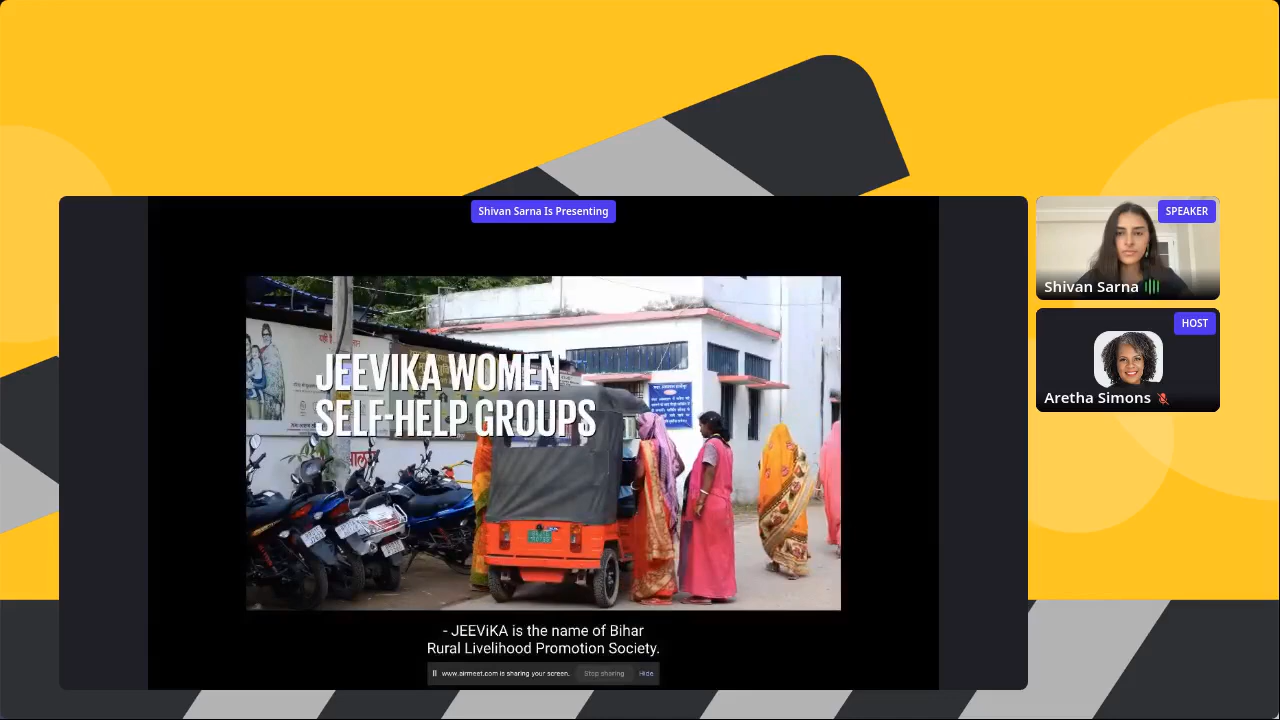 Shivan Sarna Is Presenting
JEEVIKA WOMEN
SELF-HELP GROUPS
- JEEViKA is the name of Bihar
Rural Livelihood Promotion Society.
www.airmeet.com is sharing your screen.
Stop sharing
Hide
SPEAKER
Shivan Sarna
HOST
Aretha Simons